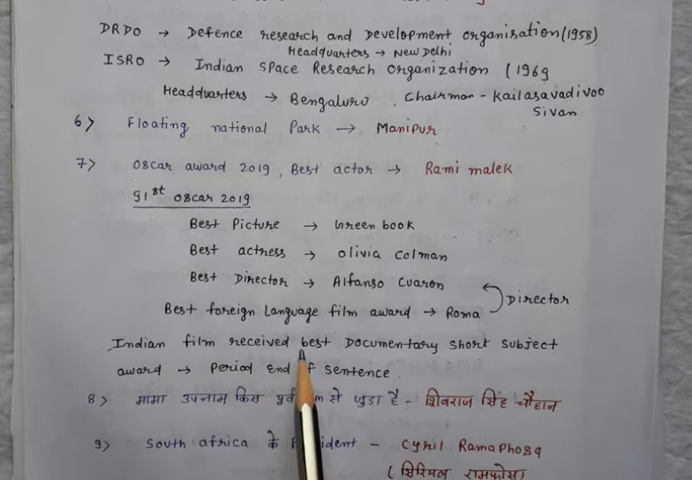 DRDO → Defence research and Development organisation (1958)
Headquarters → New Delhi
ISRO → Indian Space Research Organization (1969
Headquarters → Bengaluru, Chairman - Kailasavadivoo
Sivan
6> Floating national Park → Manipur
7> Oscar award 2019, Best actor → Rami malek
91st Oscar 2019
Best Picture → Green book
Best actress → Olivia Colman
Best Director → Alfanso Cuaron
Director
Best foreign Language film award → Roma
Indian film received best Documentary Short Subject
award → Period End of Sentence.
8> मामा उपनाम किस से जुड़ा है - शिवराज सिंह चौहान
9> South africa के - Cyril Ramaphosa
(सिरिल रामफोसा)